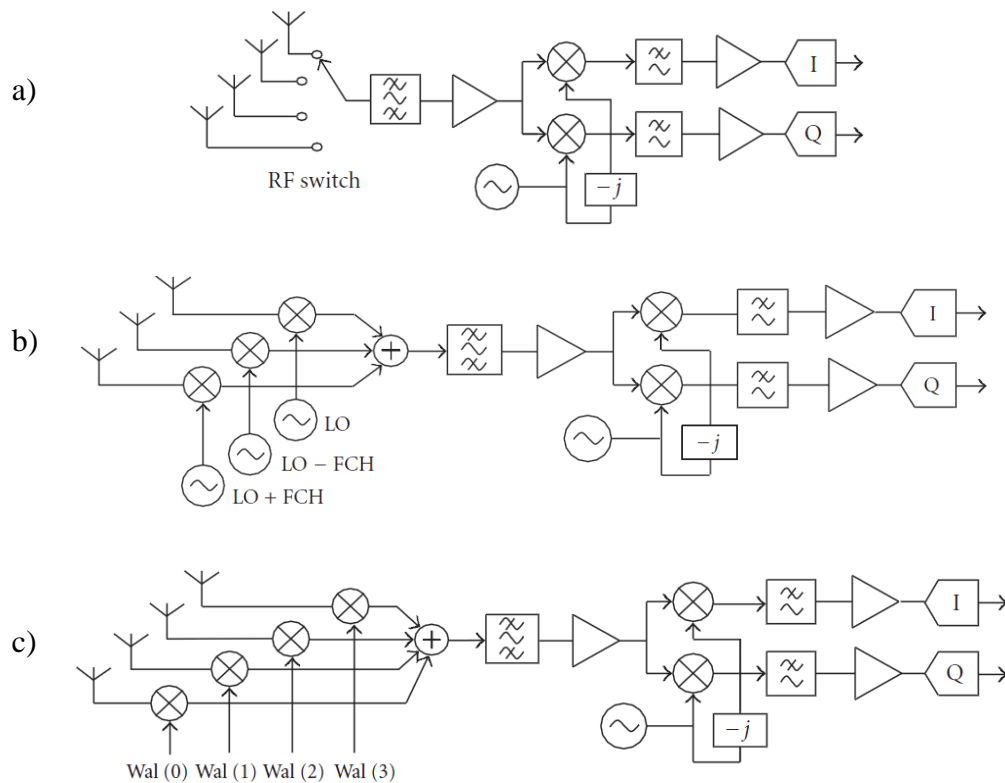 a)
I
Q
RF switch
−j
b)
I
Q
LO
−j
LO − FCH
LO + FCH
c)
I
Q
−j
Wal (0) Wal (1) Wal (2) Wal (3)